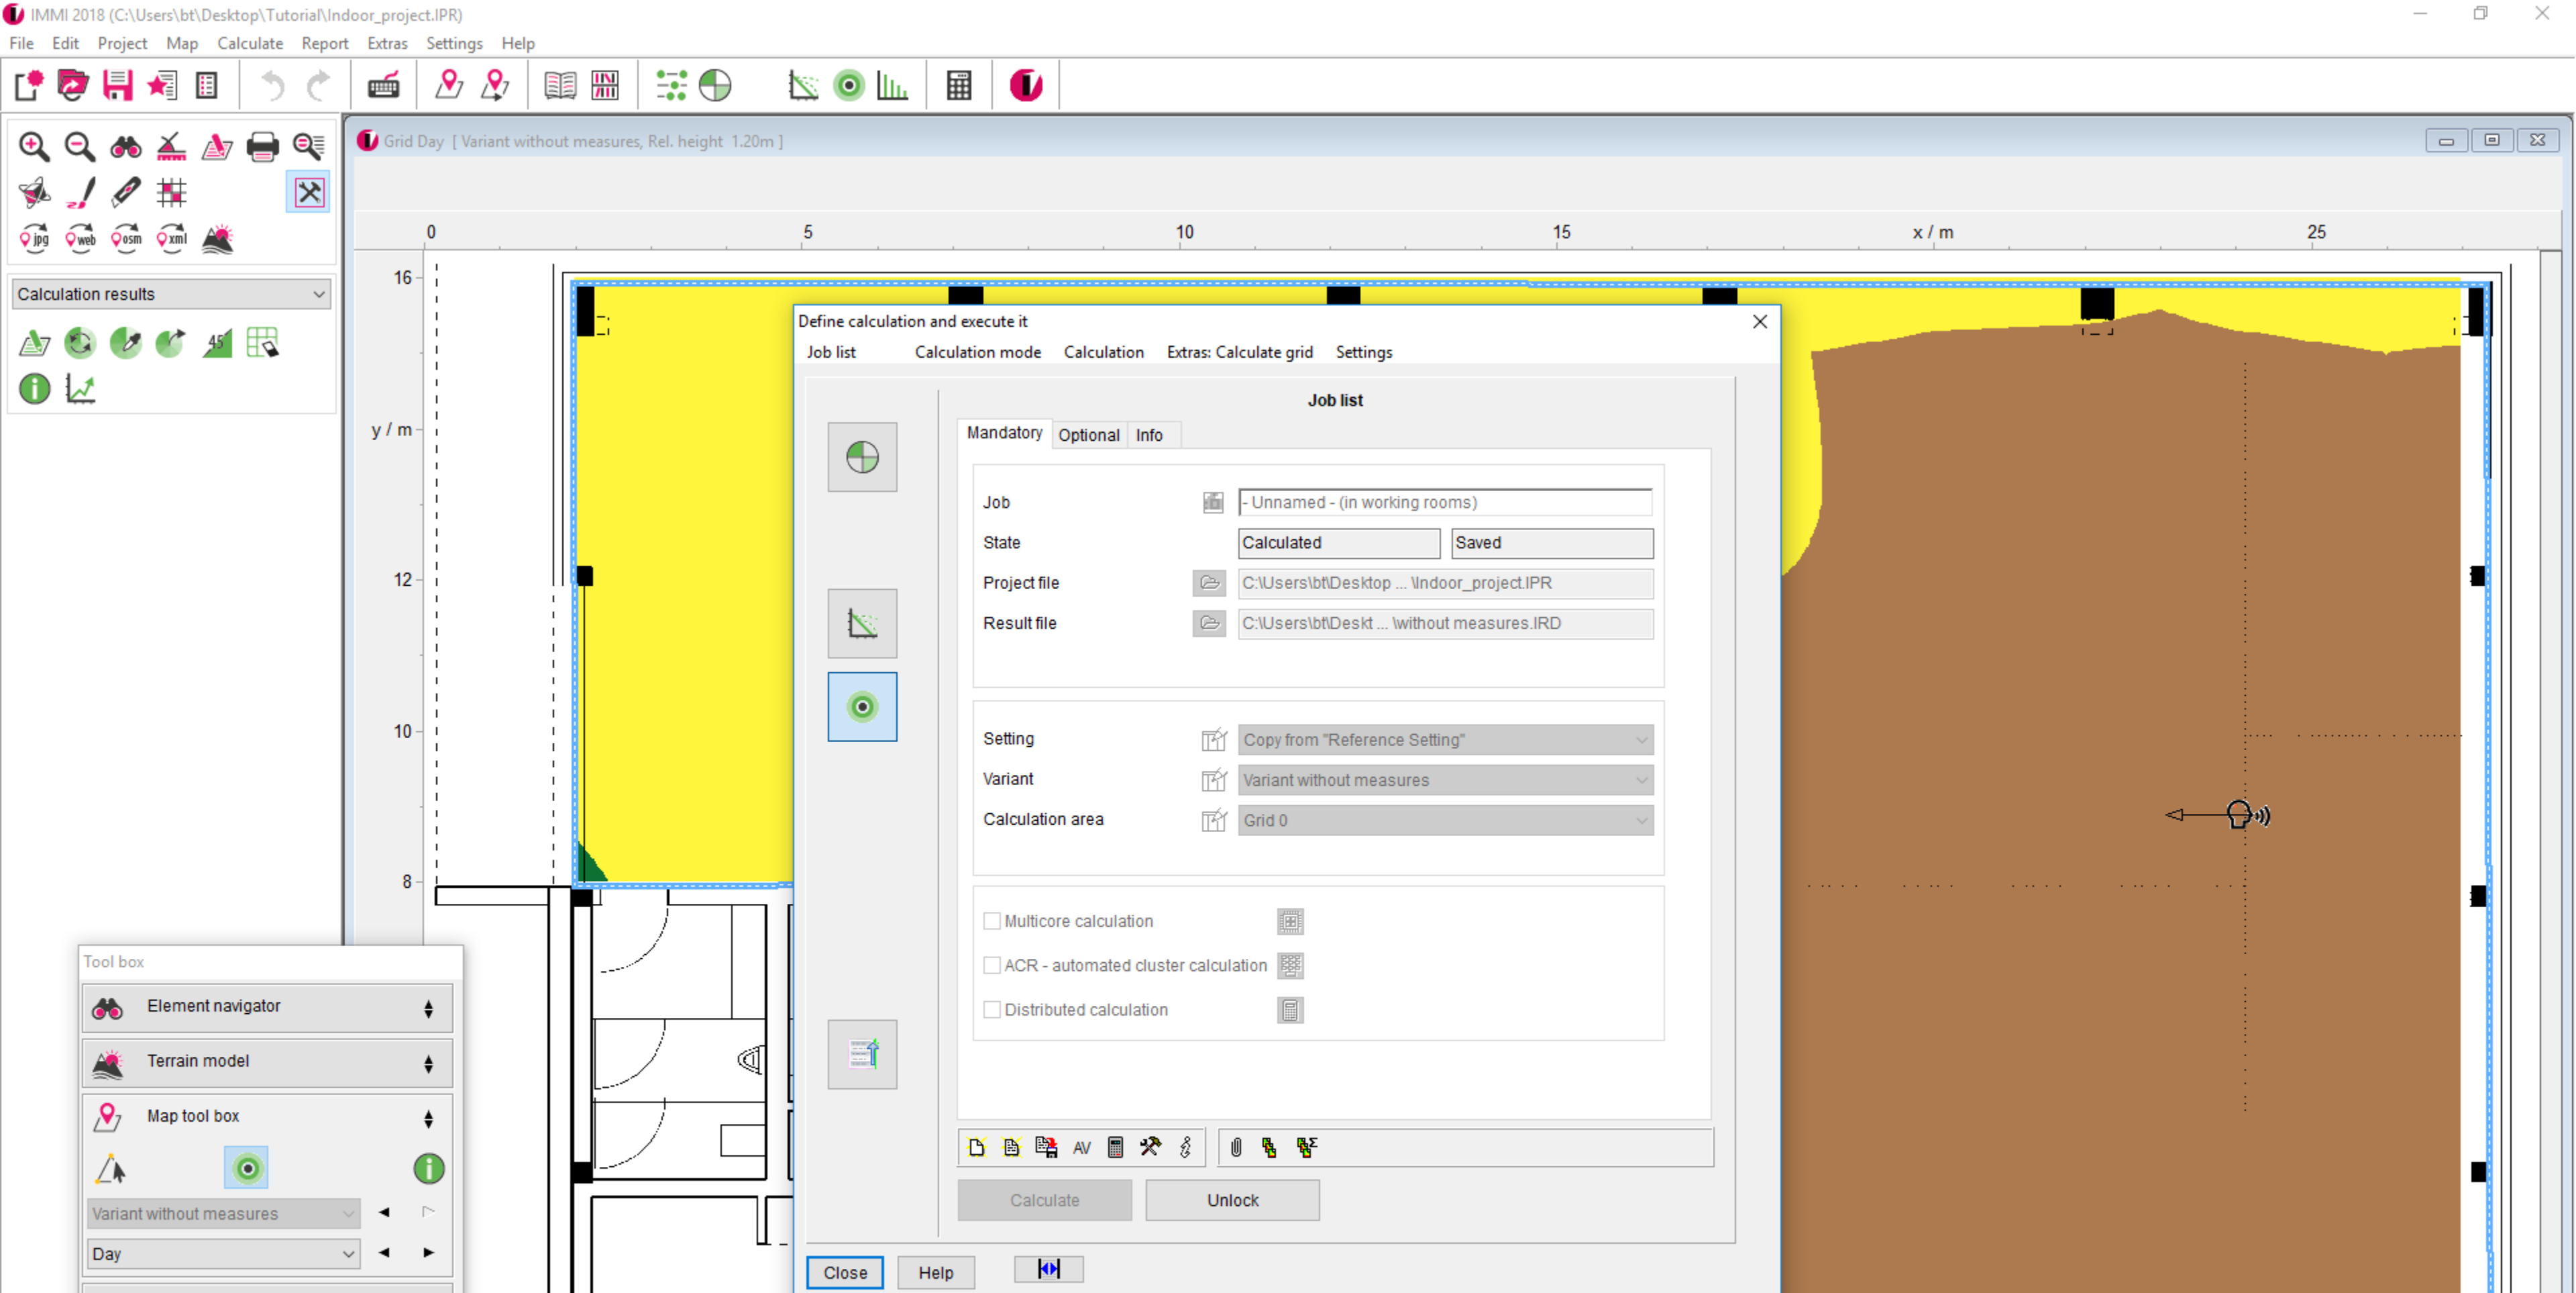 IMMI 2018 (C:\Users\bt\Desktop\Tutorial\Indoor_project.IPR)
File Edit Project Map Calculate Report Extras Settings Help
Grid Day [ Variant without measures, Rel. height 1.20m ]
jpg web osm xml
0 5 10 15 x / m 25
Calculation results
45
16
y / m
12
10
8
Define calculation and execute it
Job list Calculation mode Calculation Extras: Calculate grid Settings
Job list
Mandatory Optional Info
Job - Unnamed - (in working rooms)
State Calculated Saved
Project file C:\Users\bt\Desktop ... \Indoor_project.IPR
Result file C:\Users\bt\Deskt ... \without measures.IRD
Setting Copy from "Reference Setting"
Variant Variant without measures
Calculation area Grid 0
Multicore calculation
ACR - automated cluster calculation
Distributed calculation
AV
Calculate Unlock
Close Help
Tool box
Element navigator
Terrain model
Map tool box
Variant without measures
Day